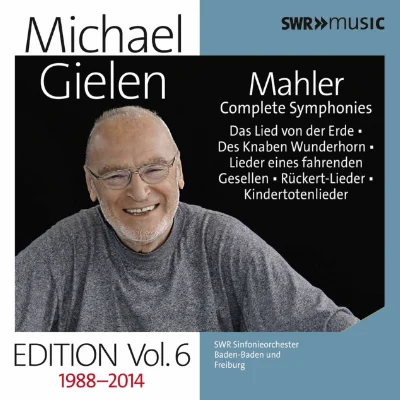 Michael
Gielen
SWR»music
Mahler
Complete Symphonies
Das Lied von der Erde ▪
Des Knaben Wunderhorn ▪
Lieder eines fahrenden
Gesellen ▪ Rückert-Lieder ▪
Kindertotenlieder
EDITION Vol. 6
1988–2014
SWR Sinfonieorchester
Baden-Baden und
Freiburg